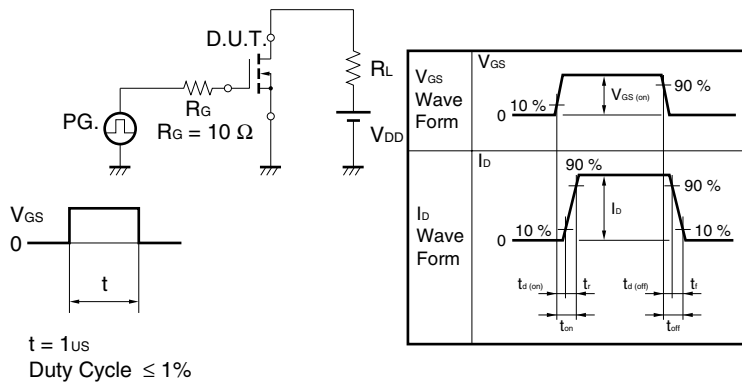 D.U.T.
RL
RG
RG = 10 Ω
PG.
VDD
VGS
0
t
t = 1us
Duty Cycle ≤ 1%
VGS
Wave
Form
VGS
10 %
0
VGS (on)
90 %
ID
Wave
Form
ID
90 %
90 %
10 %
0
ID
10 %
td (on)
tr
td (off)
tf
ton
toff